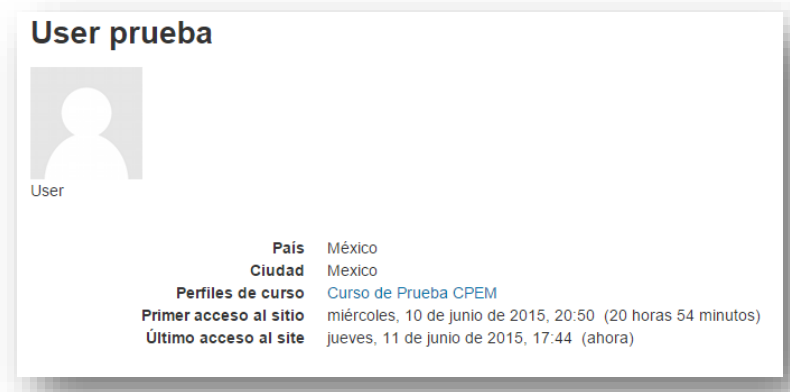 User prueba
User
País México
Ciudad Mexico
Perfiles de curso Curso de Prueba CPEM
Primer acceso al sitio miércoles, 10 de junio de 2015, 20:50 (20 horas 54 minutos)
Último acceso al site jueves, 11 de junio de 2015, 17:44 (ahora)